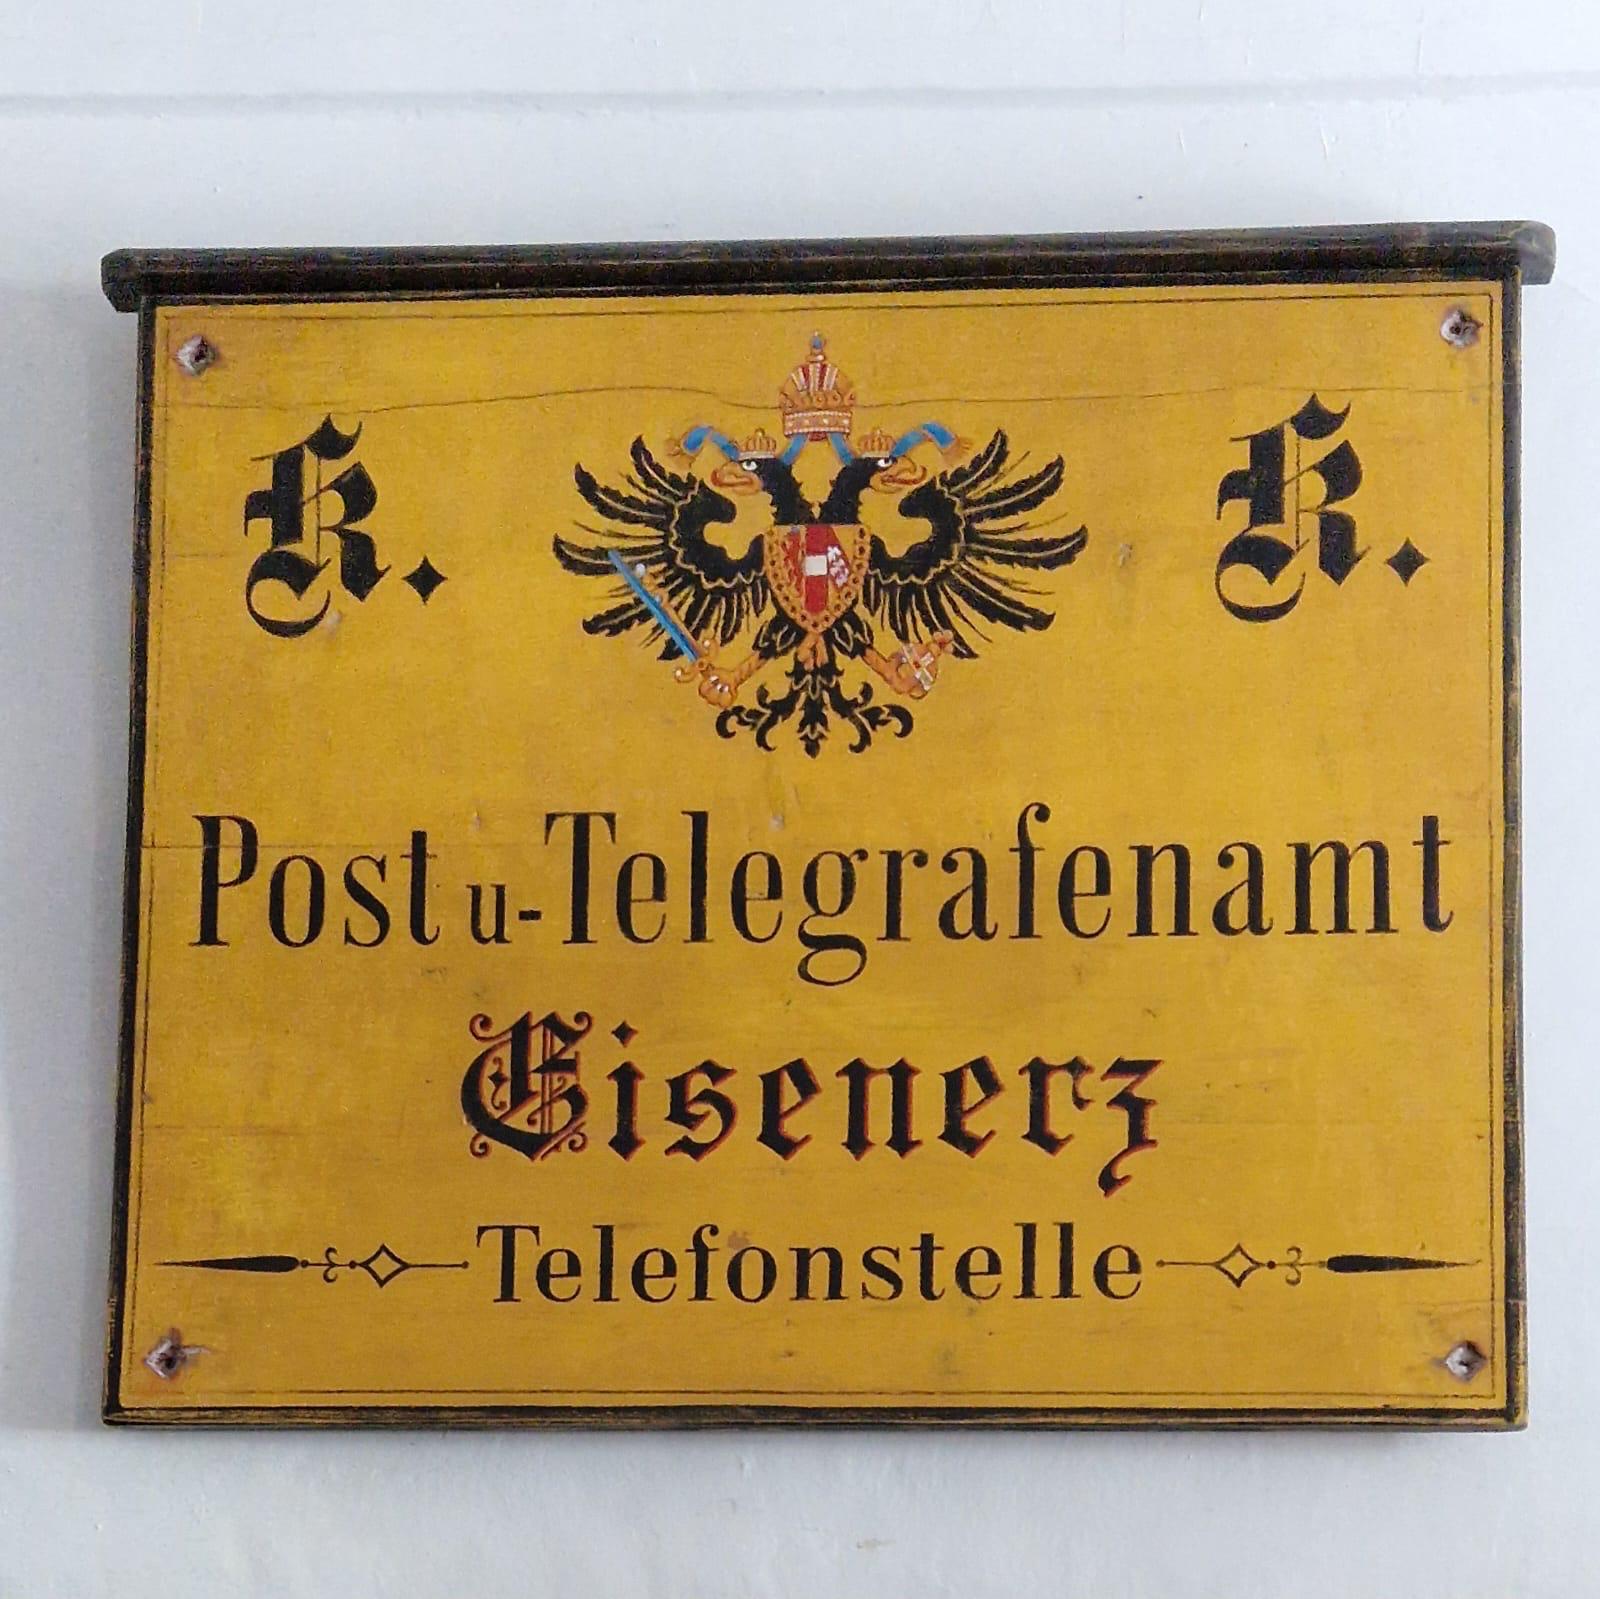 K. K.
Post u-Telegrafenamt
Eisenerz
Telefonstelle